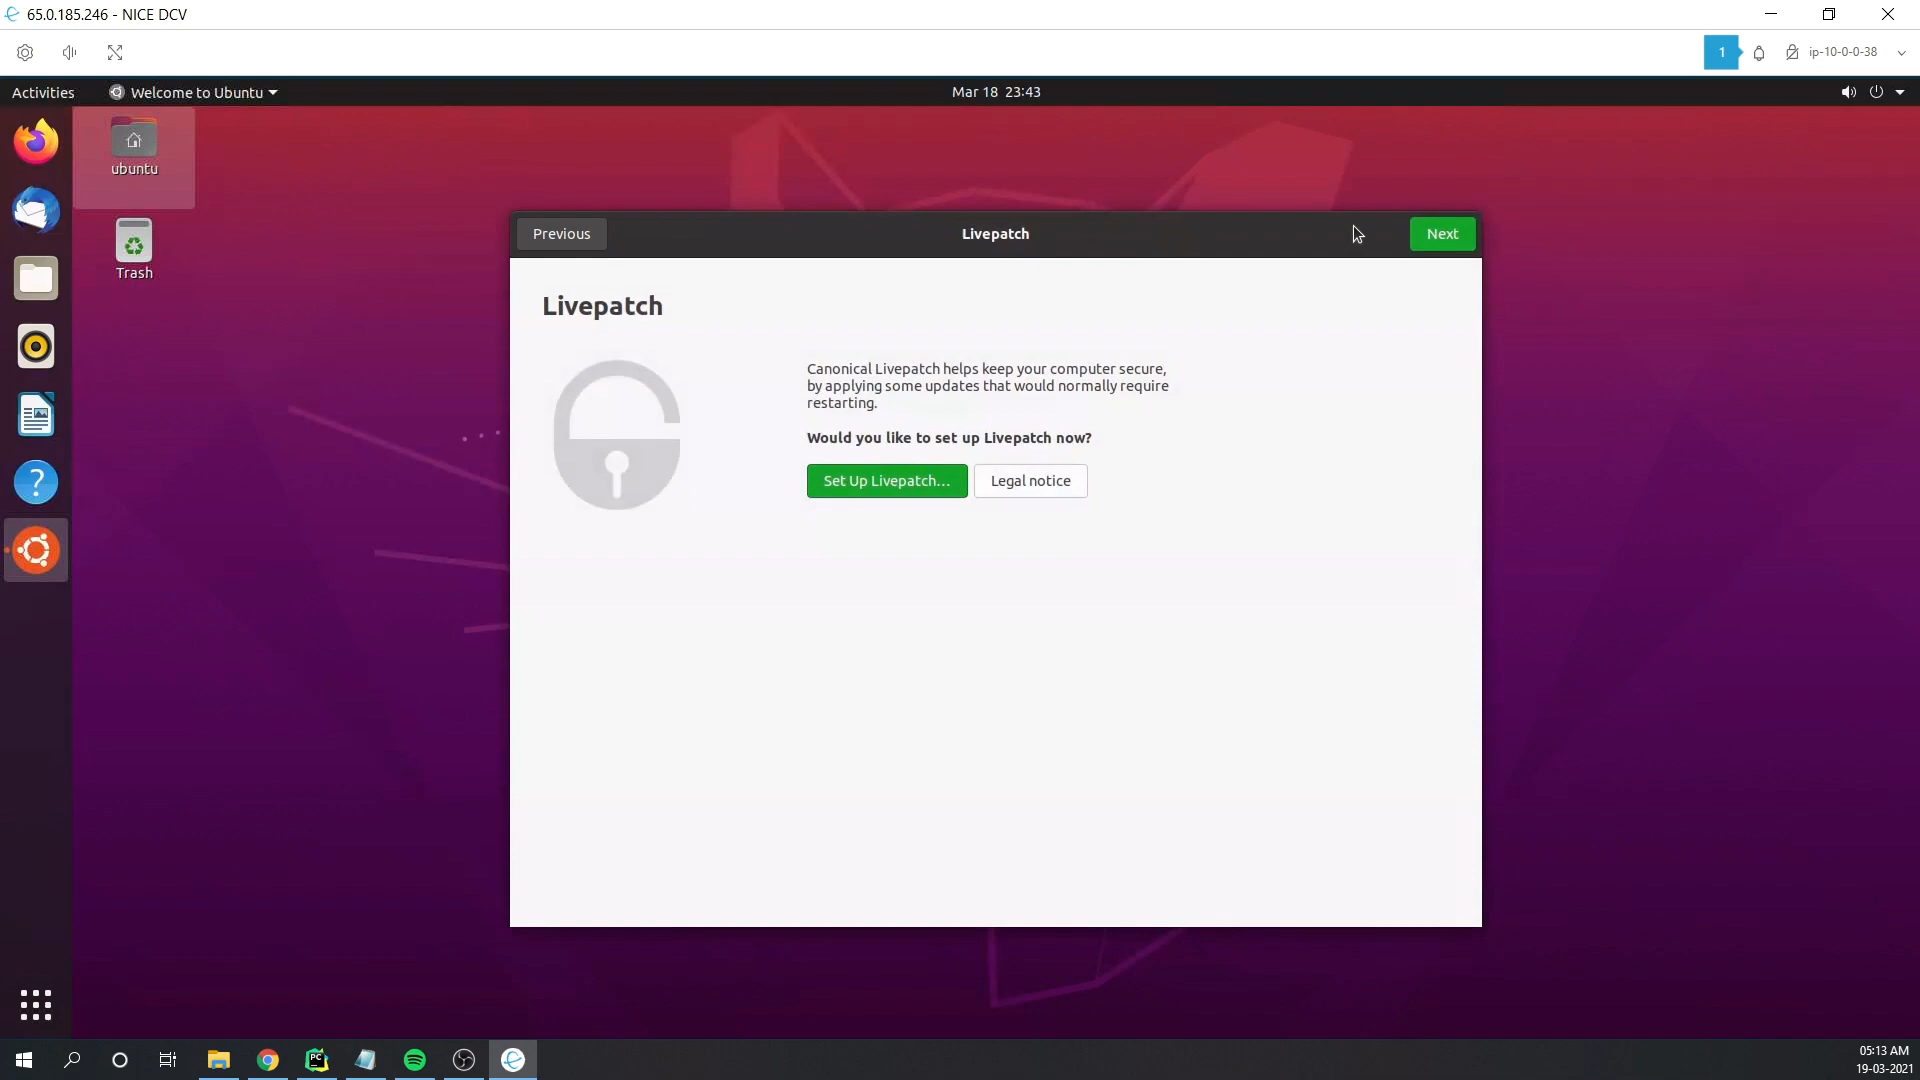 65.0.185.246 - NICE DCV
1
ip-10-0-0-38
Activities
Welcome to Ubuntu
Mar 18 23:43
ubuntu
Trash
Previous
Livepatch
Next
Livepatch
Canonical Livepatch helps keep your computer secure,
by applying some updates that would normally require
restarting.
Would you like to set up Livepatch now?
Set Up Livepatch…
Legal notice
?
PC
05:13 AM
19-03-2021